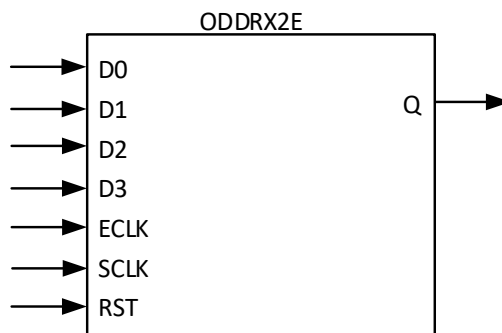 ODDRX2E
D0
D1
Q
D2
D3
ECLK
SCLK
RST